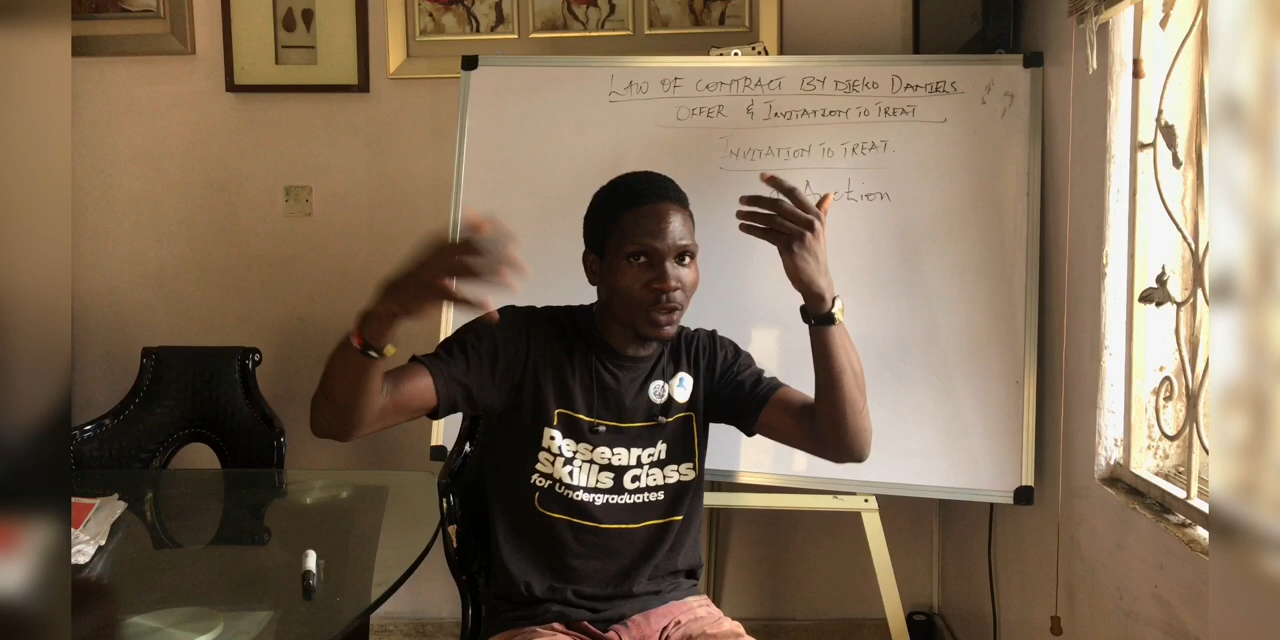 LAW OF CONTRACT BY DJEKO DANIELS
OFFER & INVITATION TO TREAT
INVITATION TO TREAT.
Auction
Research
Skills Class
for Undergraduates